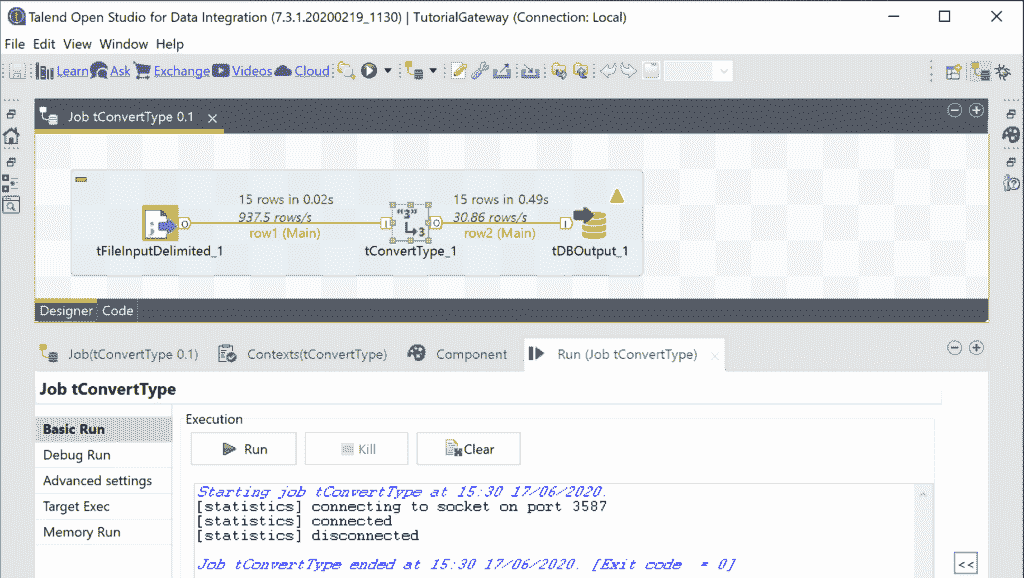 Talend Open Studio for Data Integration (7.3.1.20200219_1130) | TutorialGateway (Connection: Local)
File Edit View Window Help
Learn Ask Exchange Videos Cloud
Job tConvertType 0.1
15 rows in 0.02s 15 rows in 0.49s
937.5 rows/s "3" 30.86 rows/s
O I O I
row1 (Main) 3 row2 (Main)
tFileInputDelimited_1 tConvertType_1 tDBOutput_1
Designer Code
Job(tConvertType 0.1) Contexts(tConvertType) Component Run (Job tConvertType)
Job tConvertType
Execution
Basic Run
Run Kill Clear
Debug Run
Advanced settings
Target Exec
Memory Run
Starting job tConvertType at 15:30 17/06/2020.
[statistics] connecting to socket on port 3587
[statistics] connected
[statistics] disconnected
Job tConvertType ended at 15:30 17/06/2020. [Exit code = 0]
<<